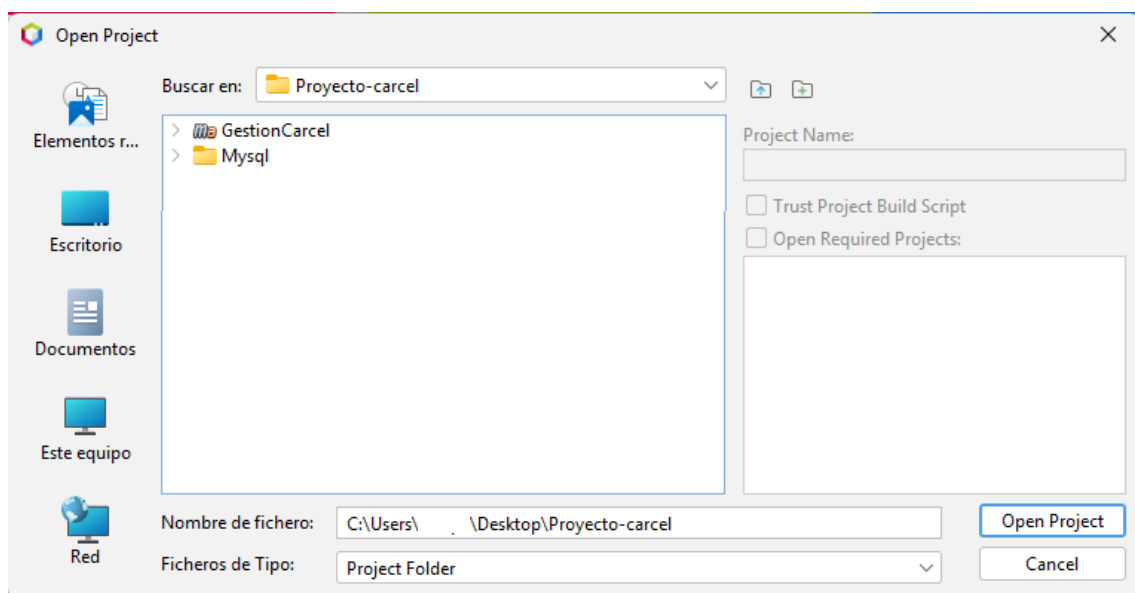 Open Project
Buscar en:
Proyecto-carcel
Elementos r...
GestionCarcel
Mysql
Project Name:
Trust Project Build Script
Open Required Projects:
Escritorio
Documentos
Este equipo
Red
Nombre de fichero:
C:\Users\ \Desktop\Proyecto-carcel
Open Project
Ficheros de Tipo:
Project Folder
Cancel